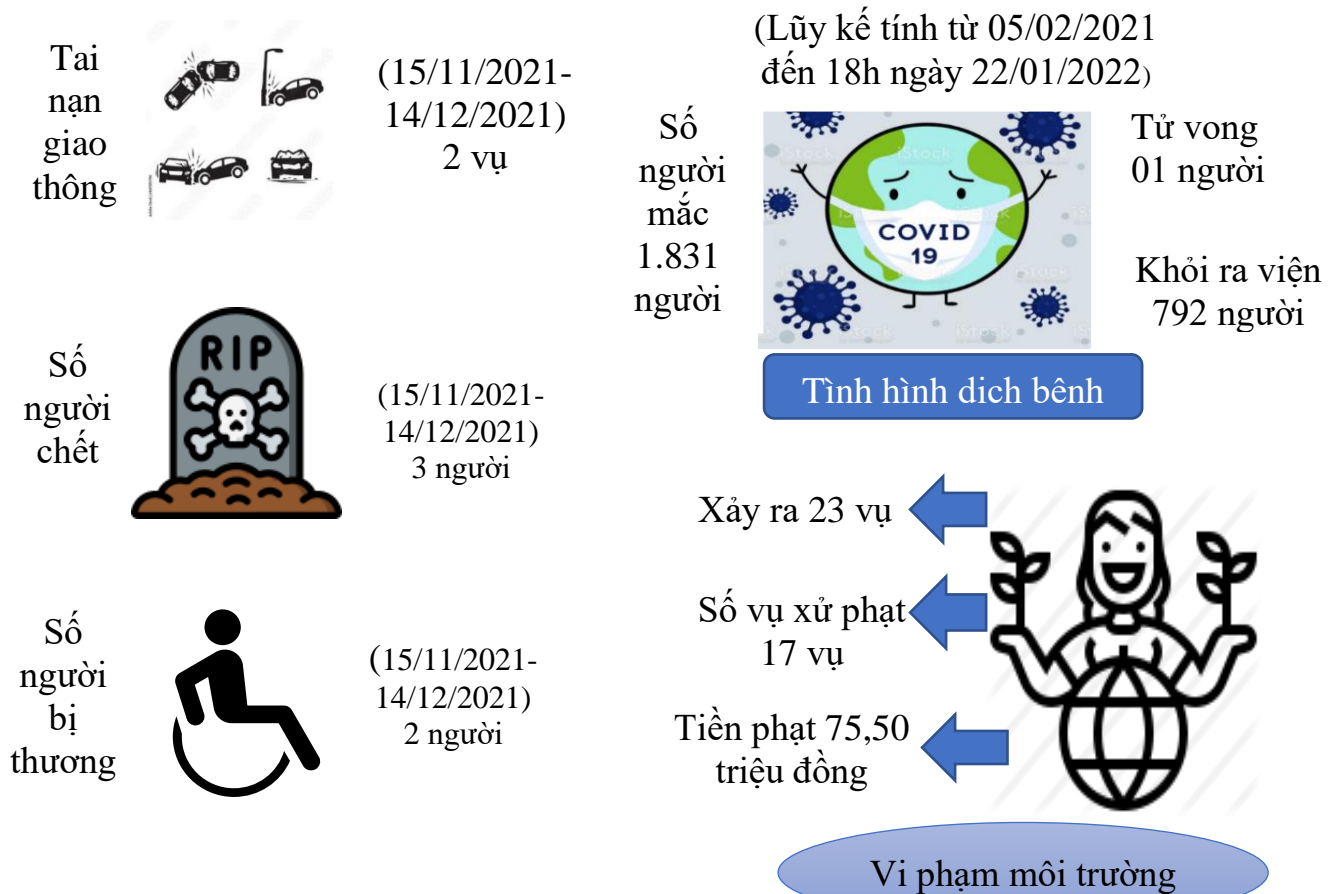 Tai
nạn
giao
thông
(15/11/2021-
14/12/2021)
2 vụ
Số
người
chết
RIP
(15/11/2021-
14/12/2021)
3 người
Số
người
bị
thương
(15/11/2021-
14/12/2021)
2 người
(Lũy kế tính từ 05/02/2021
đến 18h ngày 22/01/2022)
Số
người
mắc
1.831
người
COVID
19
iStock
iStock
iStock
Tử vong
01 người
Khỏi ra viện
792 người
Tình hình dich bênh
Xảy ra 23 vụ
Số vụ xử phạt
17 vụ
Tiền phạt 75,50
triệu đồng
Vi phạm môi trường